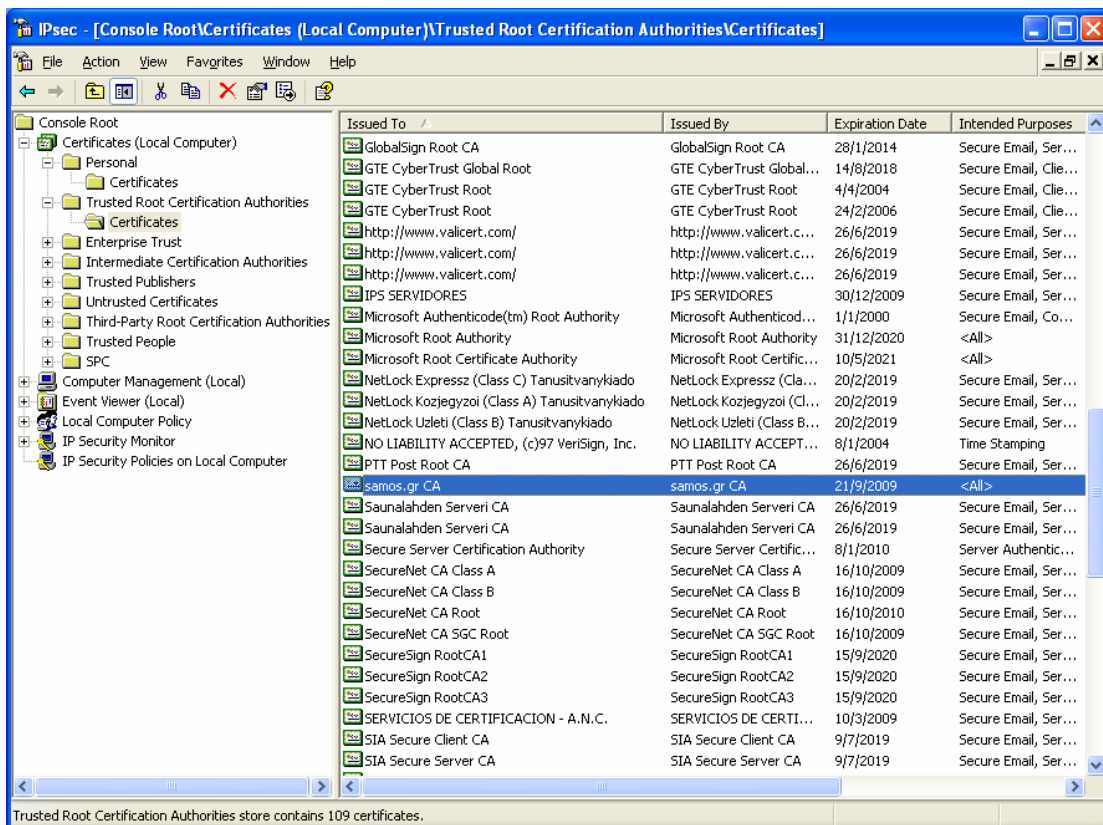 IPsec - [Console Root\Certificates (Local Computer)\Trusted Root Certification Authorities\Certificates]
File Action View Favorites Window Help
Console Root
Certificates (Local Computer)
Personal
Certificates
Trusted Root Certification Authorities
Certificates
Enterprise Trust
Intermediate Certification Authorities
Trusted Publishers
Untrusted Certificates
Third-Party Root Certification Authorities
Trusted People
SPC
Computer Management (Local)
Event Viewer (Local)
Local Computer Policy
IP Security Monitor
IP Security Policies on Local Computer
Issued To Issued By Expiration Date Intended Purposes
GlobalSign Root CA GlobalSign Root CA 28/1/2014 Secure Email, Ser...
GTE CyberTrust Global Root GTE CyberTrust Global... 14/8/2018 Secure Email, Clie...
GTE CyberTrust Root GTE CyberTrust Root 4/4/2004 Secure Email, Clie...
GTE CyberTrust Root GTE CyberTrust Root 24/2/2006 Secure Email, Clie...
http://www.valicert.com/ http://www.valicert.c... 26/6/2019 Secure Email, Ser...
http://www.valicert.com/ http://www.valicert.c... 26/6/2019 Secure Email, Ser...
http://www.valicert.com/ http://www.valicert.c... 26/6/2019 Secure Email, Ser...
IPS SERVIDORES IPS SERVIDORES 30/12/2009 Secure Email, Ser...
Microsoft Authenticode(tm) Root Authority Microsoft Authenticod... 1/1/2000 Secure Email, Co...
Microsoft Root Authority Microsoft Root Authority 31/12/2020 <All>
Microsoft Root Certificate Authority Microsoft Root Certific... 10/5/2021 <All>
NetLock Expressz (Class C) Tanusitvanykiado NetLock Expressz (Cla... 20/2/2019 Secure Email, Ser...
NetLock Kozjegyzoi (Class A) Tanusitvanykiado NetLock Kozjegyzoi (Cl... 20/2/2019 Secure Email, Ser...
NetLock Uzleti (Class B) Tanusitvanykiado NetLock Uzleti (Class B... 20/2/2019 Secure Email, Ser...
NO LIABILITY ACCEPTED, (c)97 VeriSign, Inc. NO LIABILITY ACCEPT... 8/1/2004 Time Stamping
PTT Post Root CA PTT Post Root CA 26/6/2019 Secure Email, Ser...
samos.gr CA samos.gr CA 21/9/2009 <All>
Saunalahden Serveri CA Saunalahden Serveri CA 26/6/2019 Secure Email, Ser...
Saunalahden Serveri CA Saunalahden Serveri CA 26/6/2019 Secure Email, Ser...
Secure Server Certification Authority Secure Server Certific... 8/1/2010 Server Authentic...
SecureNet CA Class A SecureNet CA Class A 16/10/2009 Secure Email, Ser...
SecureNet CA Class B SecureNet CA Class B 16/10/2009 Secure Email, Ser...
SecureNet CA Root SecureNet CA Root 16/10/2010 Secure Email, Ser...
SecureNet CA SGC Root SecureNet CA SGC Root 16/10/2009 Secure Email, Ser...
SecureSign RootCA1 SecureSign RootCA1 15/9/2020 Secure Email, Ser...
SecureSign RootCA2 SecureSign RootCA2 15/9/2020 Secure Email, Ser...
SecureSign RootCA3 SecureSign RootCA3 15/9/2020 Secure Email, Ser...
SERVICIOS DE CERTIFICACION - A.N.C. SERVICIOS DE CERTI... 10/3/2009 Secure Email, Ser...
SIA Secure Client CA SIA Secure Client CA 9/7/2019 Secure Email, Ser...
SIA Secure Server CA SIA Secure Server CA 9/7/2019 Secure Email, Ser...
Trusted Root Certification Authorities store contains 109 certificates.